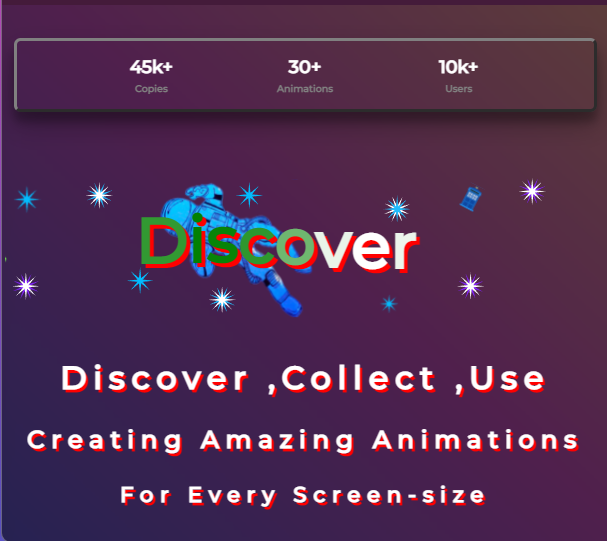 45k+ 30+ 10k+
Copies Animations Users
Discover
Discover ,Collect ,Use
Creating Amazing Animations
For Every Screen-size